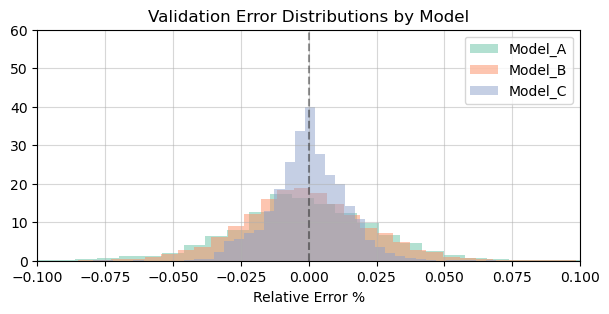 Validation Error Distributions by Model
60
50
40
30
20
10
0
Model_A
Model_B
Model_C
−0.100 −0.075 −0.050 −0.025 0.000 0.025 0.050 0.075 0.100
Relative Error %